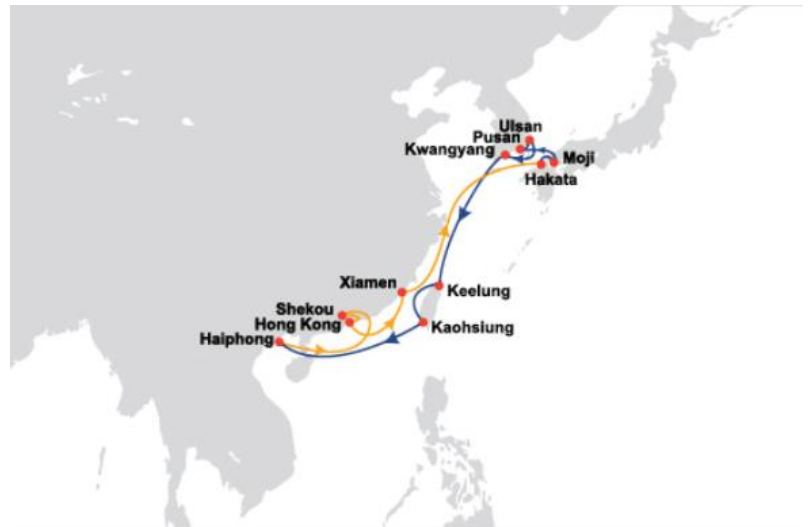 Ulsan
Pusan
Kwangyang
Moji
Hakata
Xiamen
Keelung
Shekou
Hong Kong
Kaohsiung
Haiphong